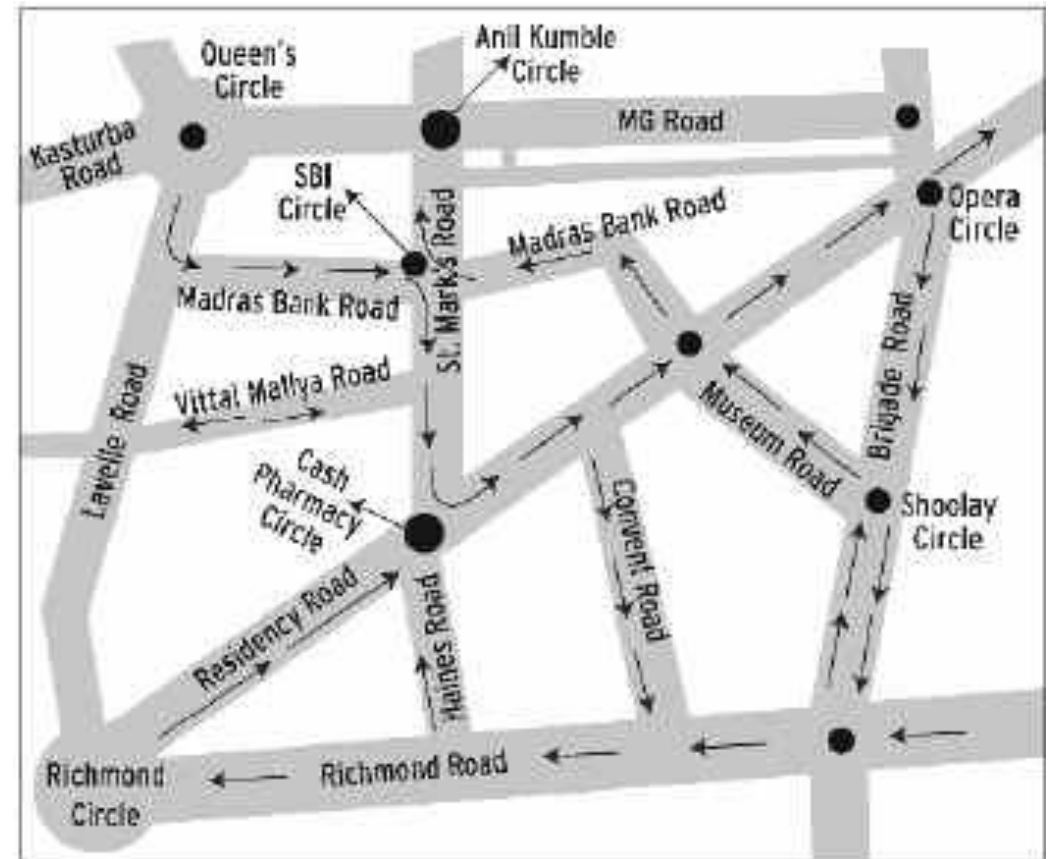 Queen's
Circle
Anil Kumble
Circle
MG Road
Kasturba
Road
SBI
Circle
St. Mark's Road
Madras Bank Road
Opera
Circle
Madras Bank Road
Vittal Mallya Road
Lavelle Road
Brigade Road
Museum Road
Cash
Pharmacy
Circle
Convent Road
Shoolay
Circle
Residency Road
Haines Road
Richmond
Circle
Richmond Road